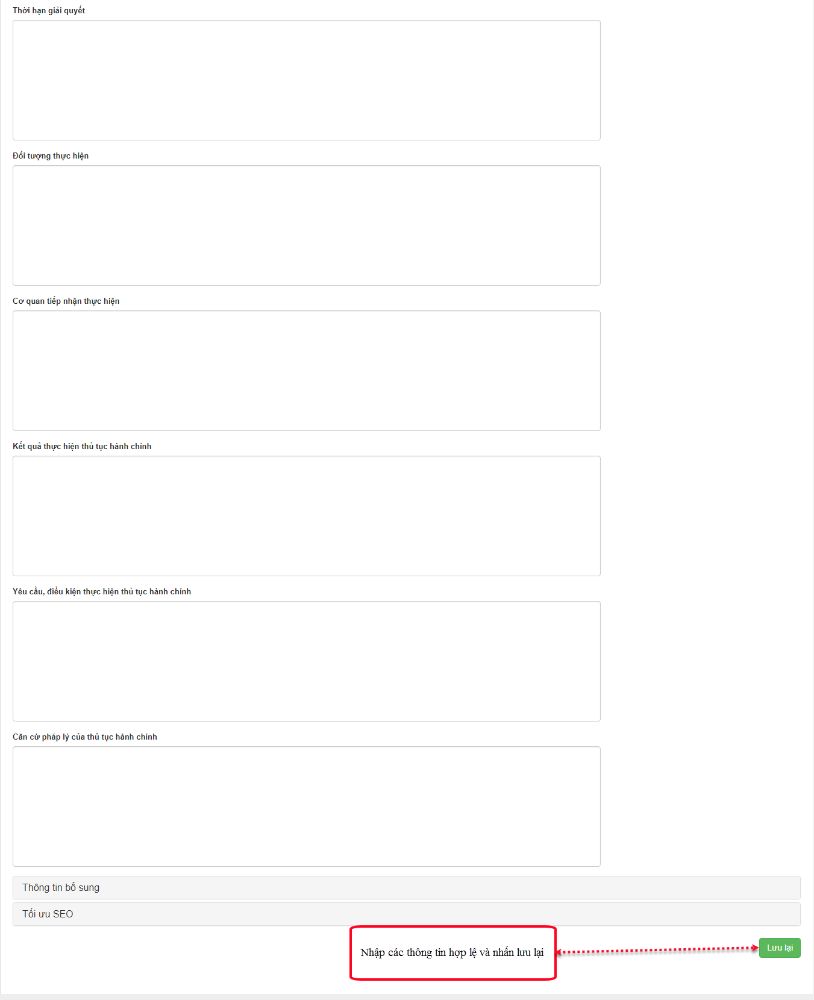 Thời hạn giải quyết
Đối tượng thực hiện
Cơ quan tiếp nhận thực hiện
Kết quả thực hiện thủ tục hành chính
Yêu cầu, điều kiện thực hiện thủ tục hành chính
Căn cứ pháp lý của thủ tục hành chính
Thông tin bổ sung
Tối ưu SEO
Nhập các thông tin hợp lệ và nhấn lưu lại
Lưu lại